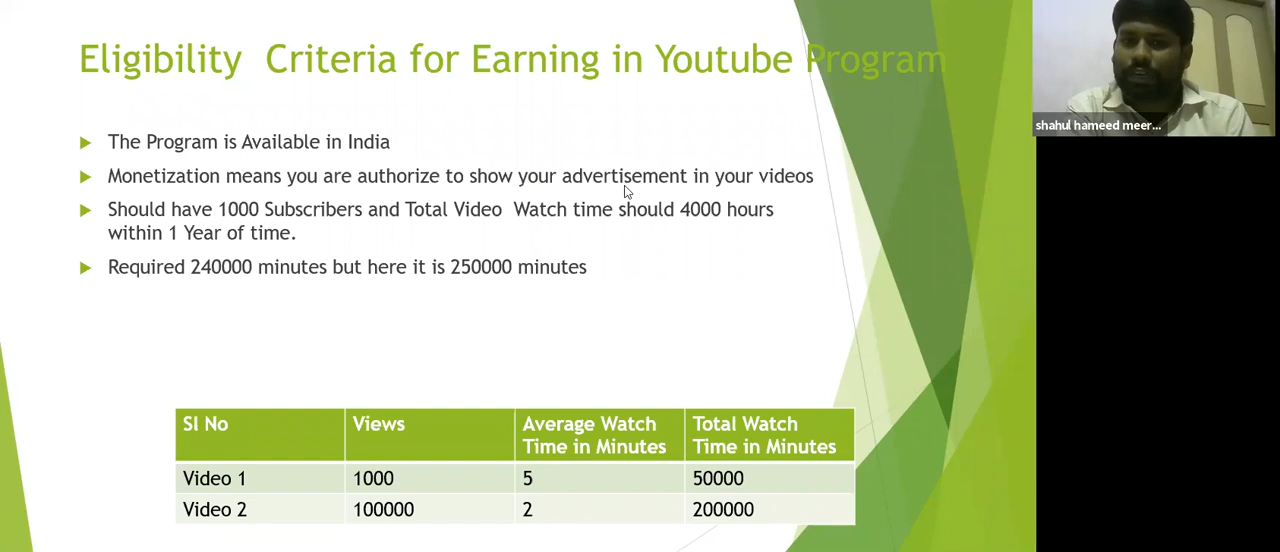 Eligibility  Criteria for Earning in Youtube Program
The Program is Available in India
Monetization means you are authorize to show your advertisement in your videos
Should have 1000 Subscribers and Total Video  Watch time should 4000 hours
within 1 Year of time.
Required 240000 minutes but here it is 250000 minutes
Sl No Views Average Watch Time in Minutes Total Watch Time in Minutes
Video 1 1000 5 50000
Video 2 100000 2 200000
shahul hameed meer...